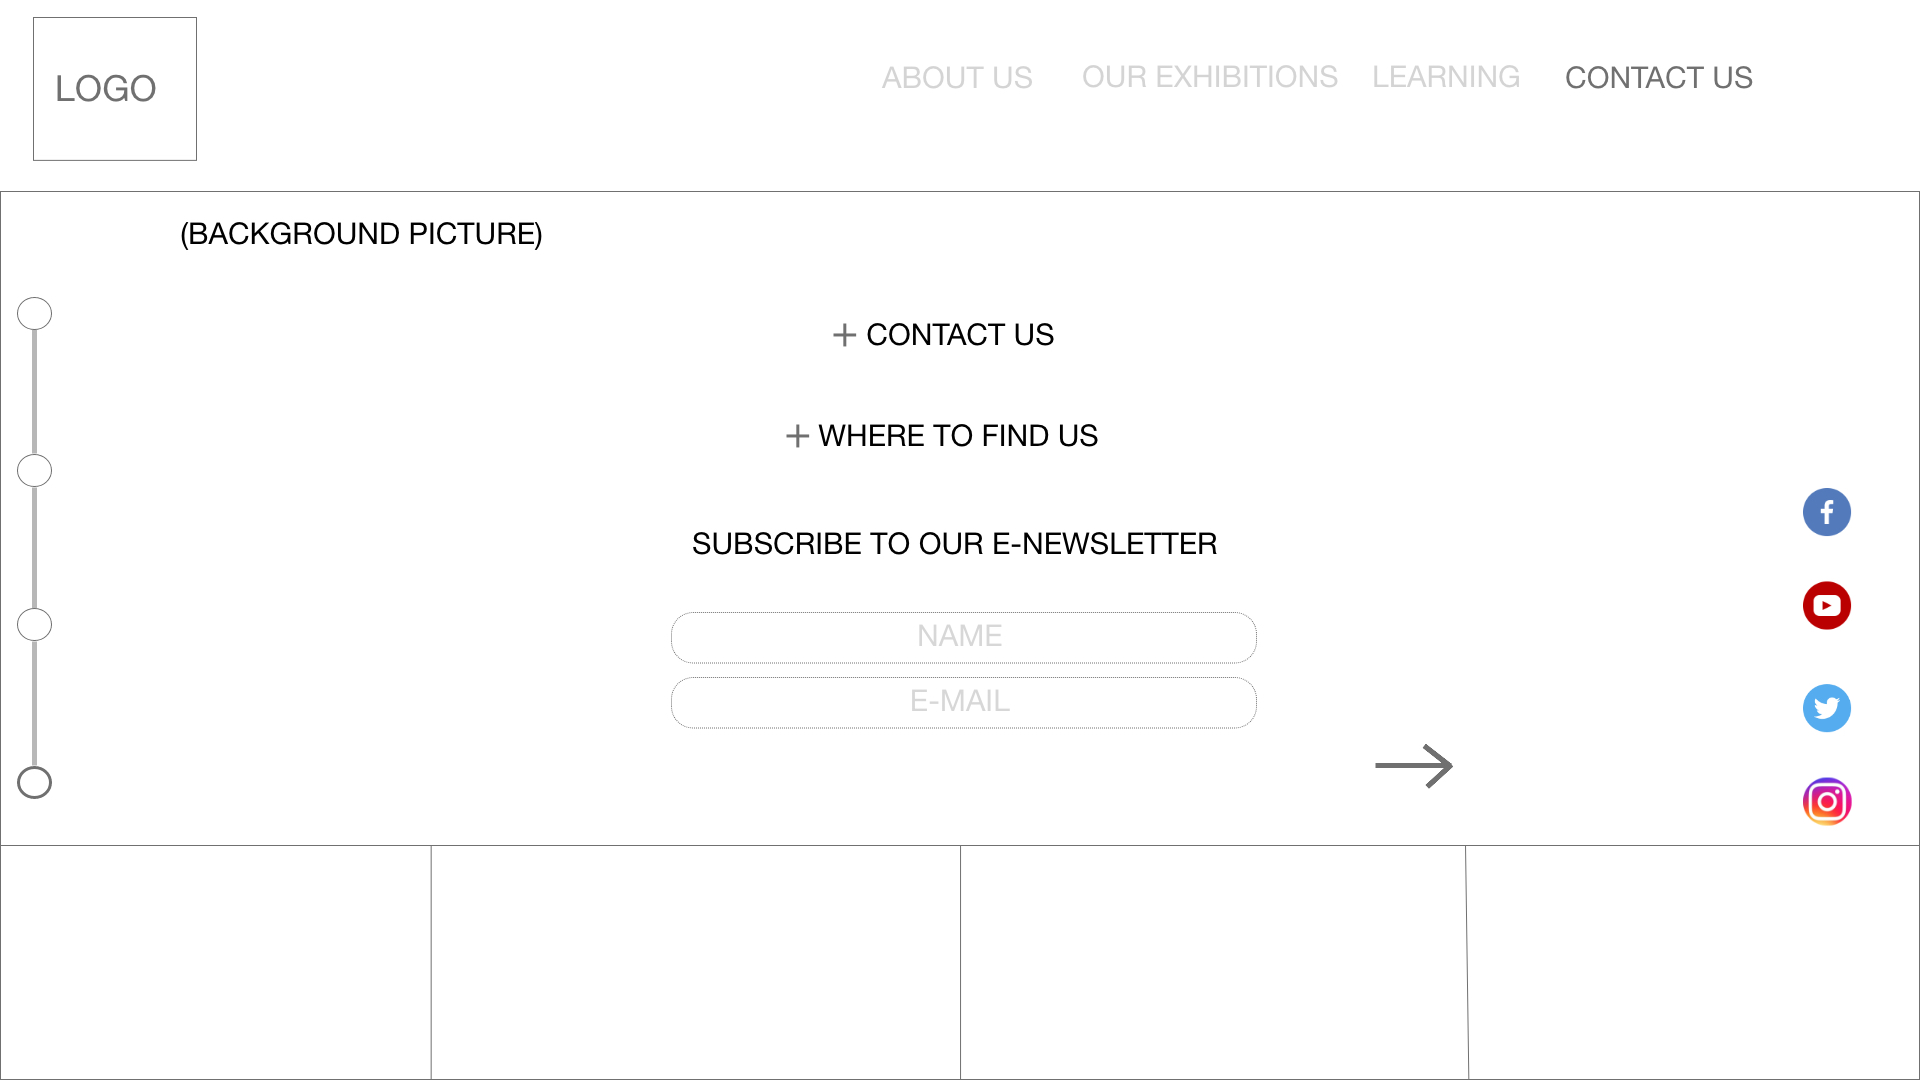 LOGO
ABOUT US
OUR EXHIBITIONS
LEARNING
CONTACT US
(BACKGROUND PICTURE)
CONTACT US
WHERE TO FIND US
SUBSCRIBE TO OUR E-NEWSLETTER
NAME
E-MAIL